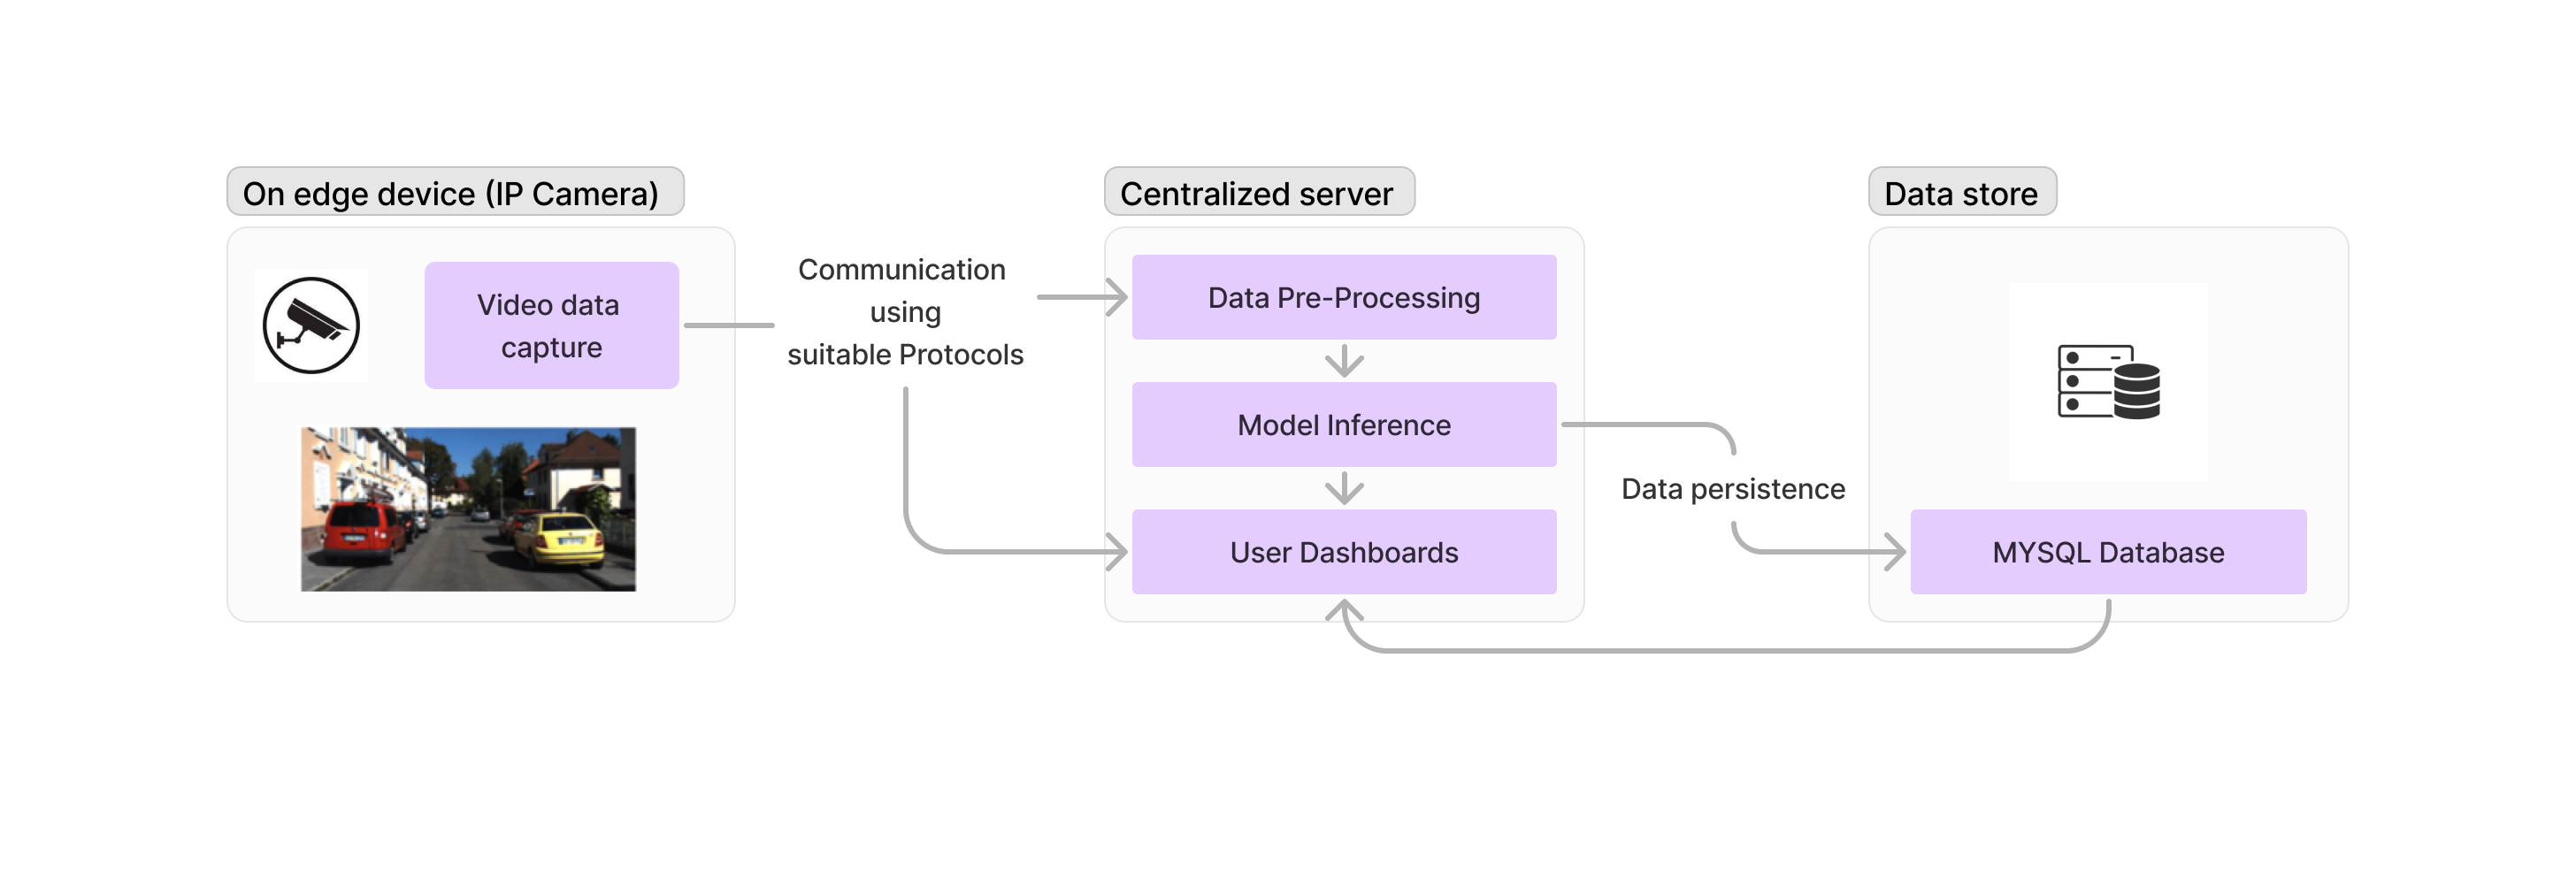 On edge device (IP Camera)
Video data
capture
Communication
using
suitable Protocols
Centralized server
Data Pre-Processing
Model Inference
User Dashboards
Data persistence
Data store
MYSQL Database